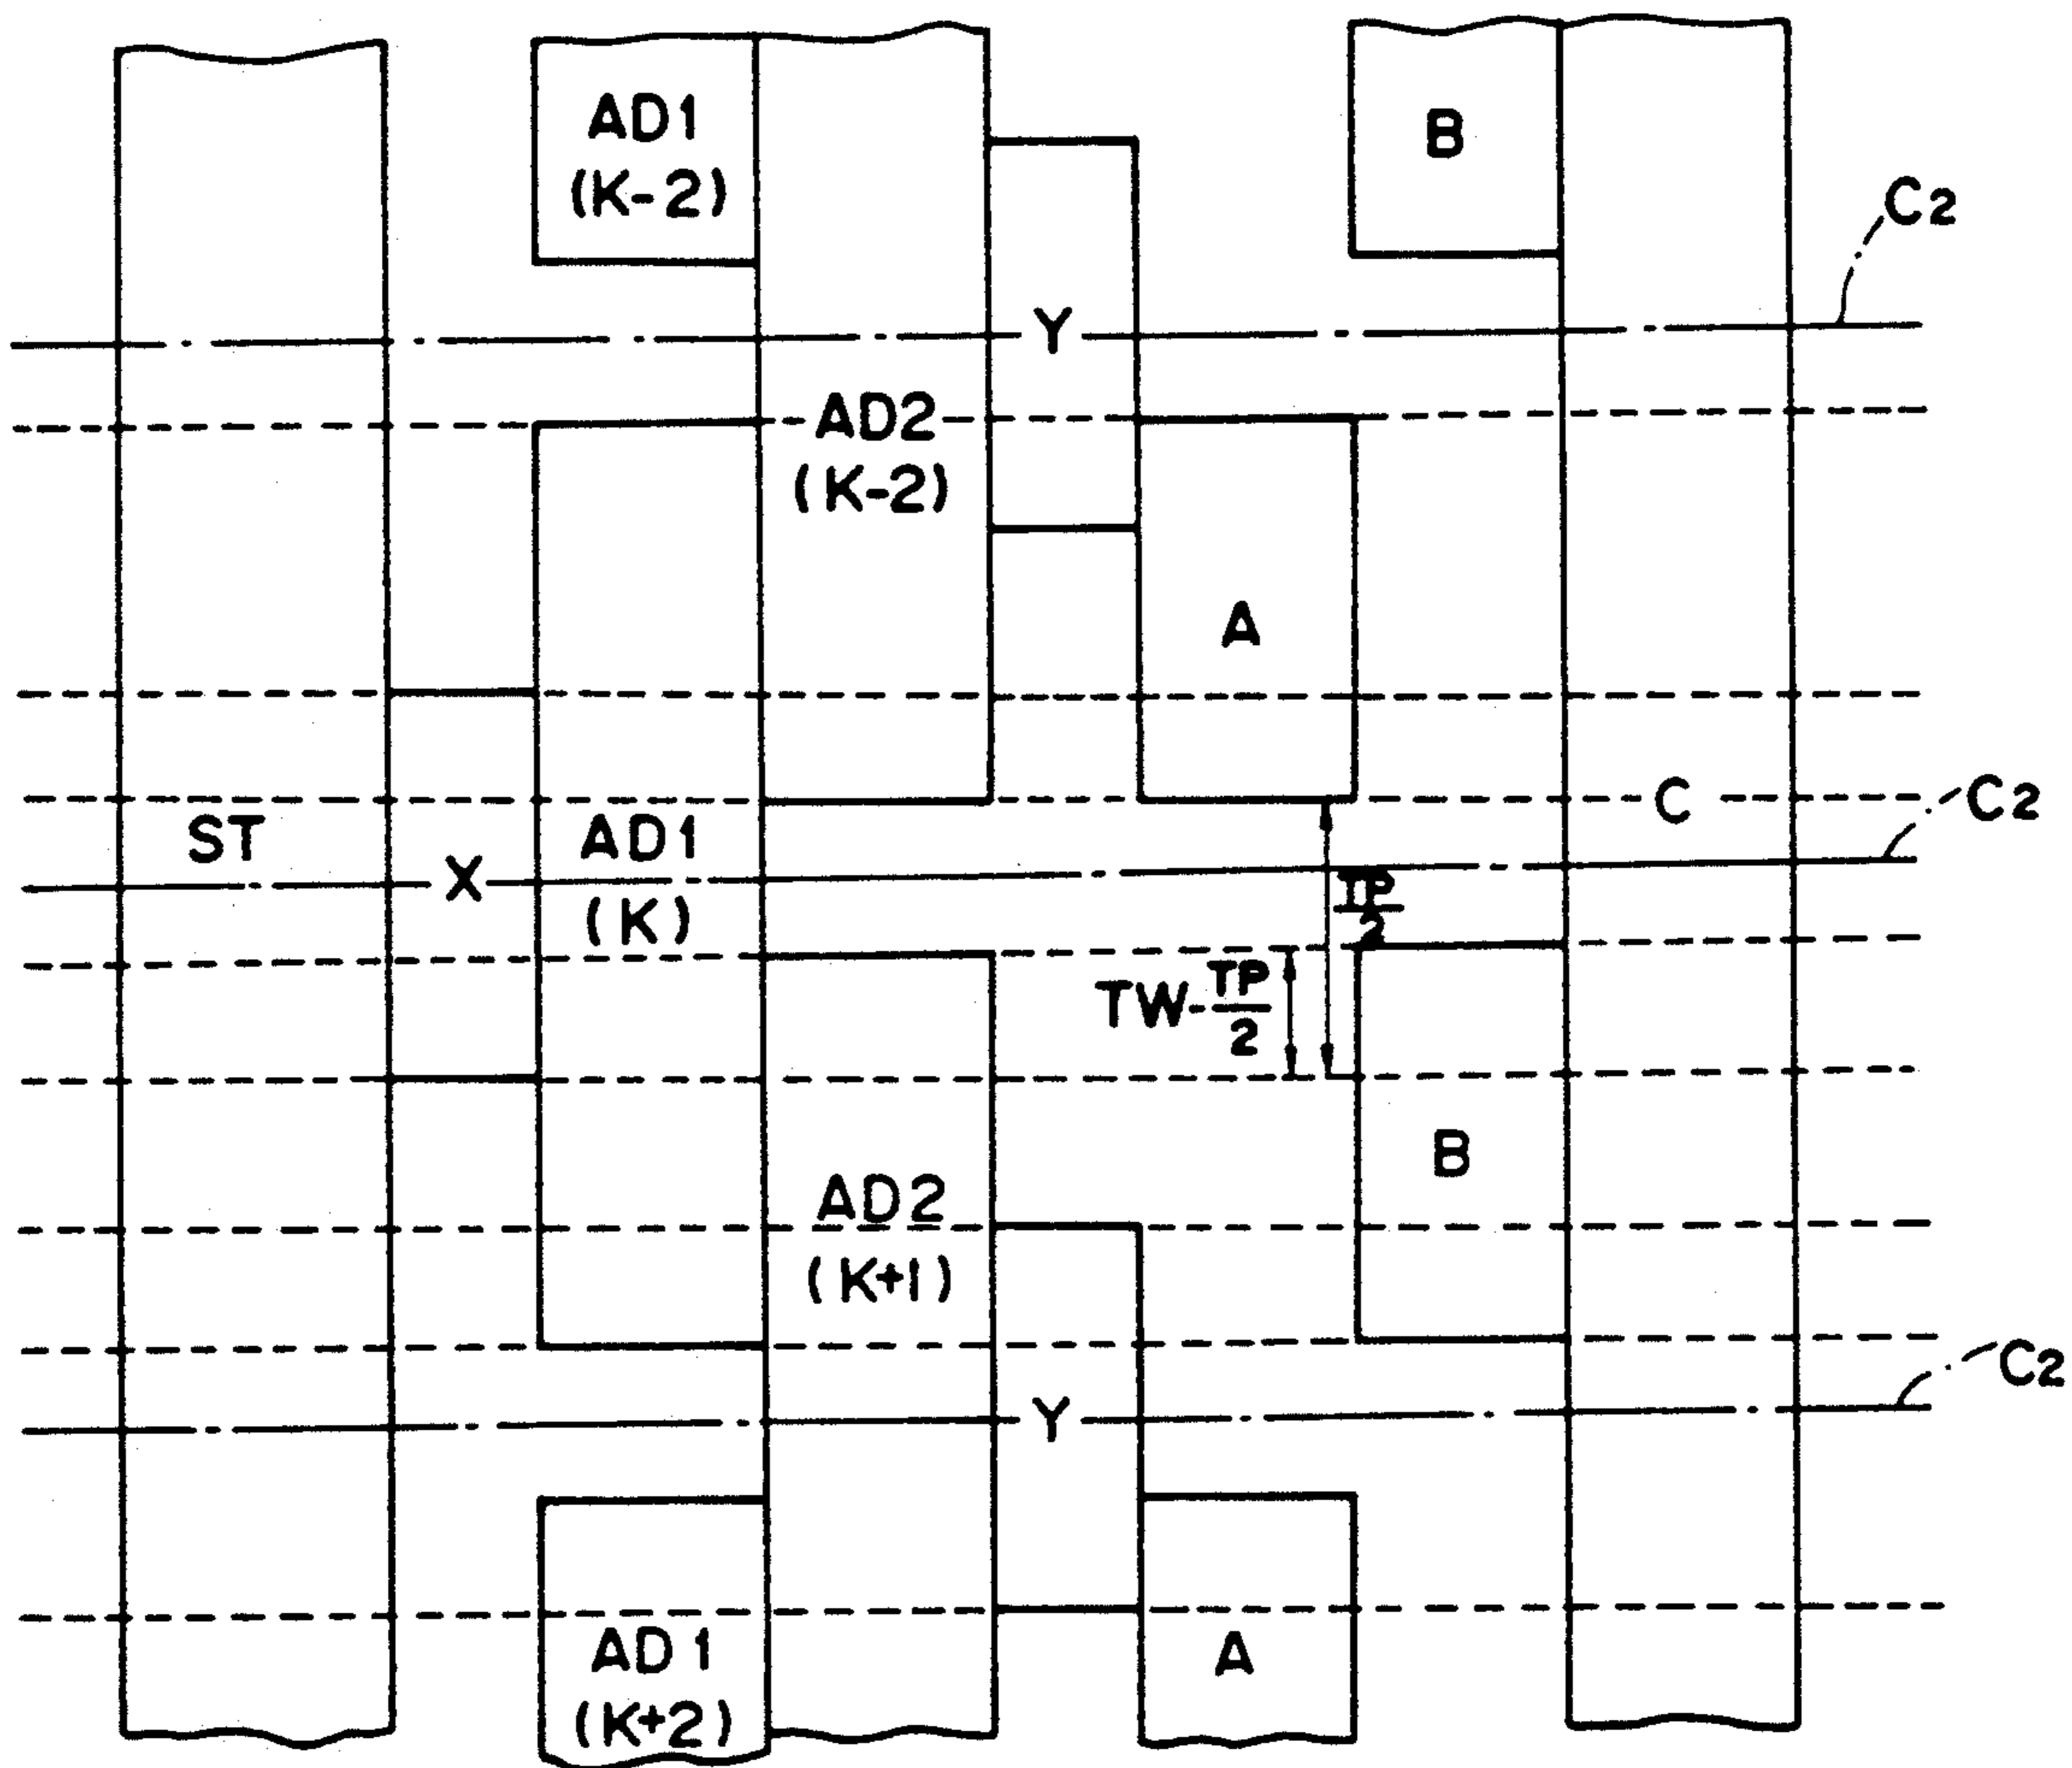 AD1
(K-2)
B
C2
Y
AD2
(K-2)
A
C
C2
ST
X
AD1
(K)
TP
2
TW-TP
2
B
AD2
(K+1)
C2
Y
AD1
(K+2)
A